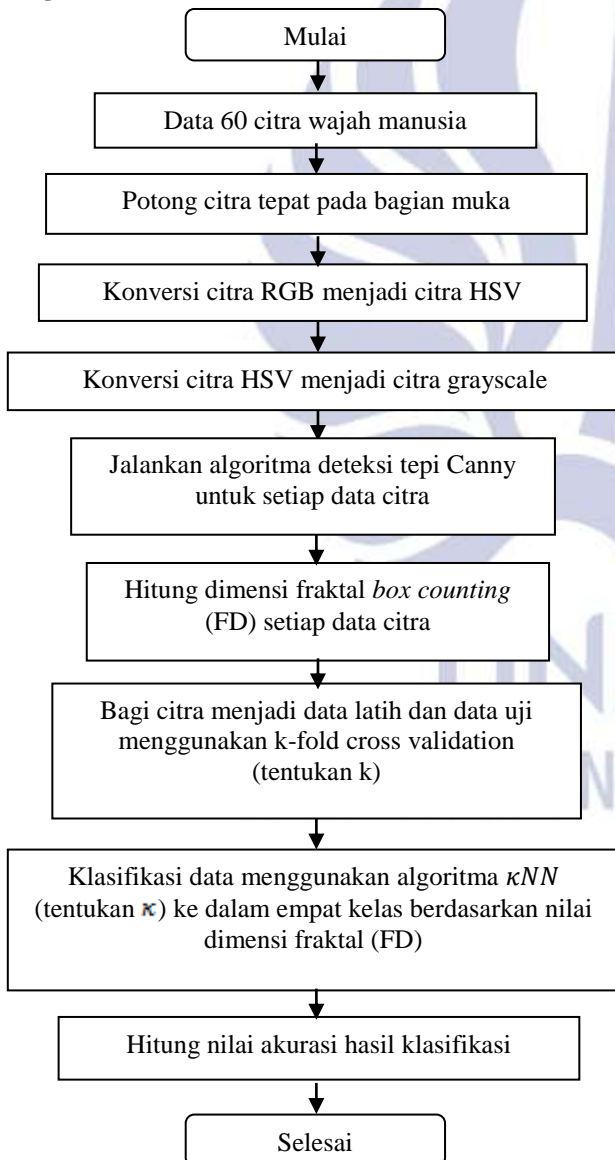 Mulai
Data 60 citra wajah manusia
Potong citra tepat pada bagian muka
Konversi citra RGB menjadi citra HSV
Konversi citra HSV menjadi citra grayscale
Jalankan algoritma deteksi tepi Canny
untuk setiap data citra
Hitung dimensi fraktal box counting
(FD) setiap data citra
Bagi citra menjadi data latih dan data uji
menggunakan k-fold cross validation
(tentukan k)
Klasifikasi data menggunakan algoritma κNN
(tentukan κ) ke dalam empat kelas berdasarkan nilai
dimensi fraktal (FD)
Hitung nilai akurasi hasil klasifikasi
Selesai